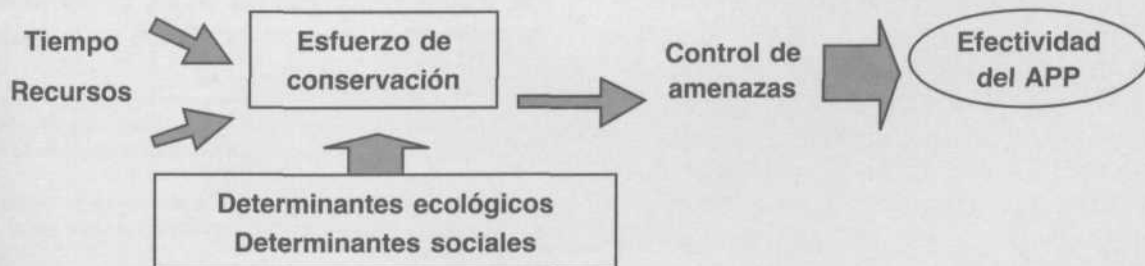 Tiempo
Recursos
Esfuerzo de
conservación
Determinantes ecológicos
Determinantes sociales
Control de
amenazas
Efectividad
del APP